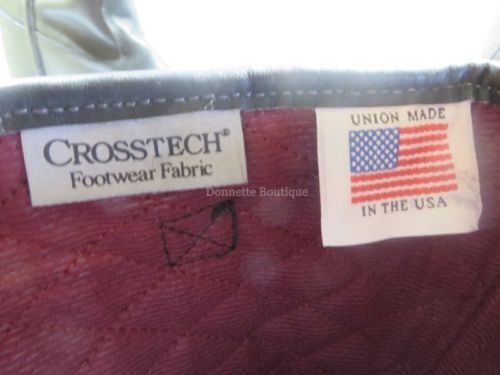 CROSSTECH®
Footwear Fabric
UNION MADE
IN THE USA
Donnette Boutique